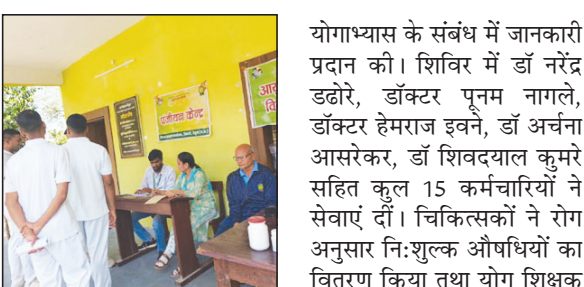 पंजीयन केन्द्र
योगाभ्यास के संबंध में जानकारी
प्रदान की। शिविर में डॉ नरेंद्र
डढोरे, डॉक्टर पूनम नागले,
डॉक्टर हेमराज इवने, डॉ अर्चना
आसरेकर, डॉ शिवदयाल कुमरे
सहित कुल 15 कर्मचारियों ने
सेवाएं दीं। चिकित्सकों ने रोग
अनुसार नि:शुल्क औषधियों का
वितरण किया तथा योग शिक्षक